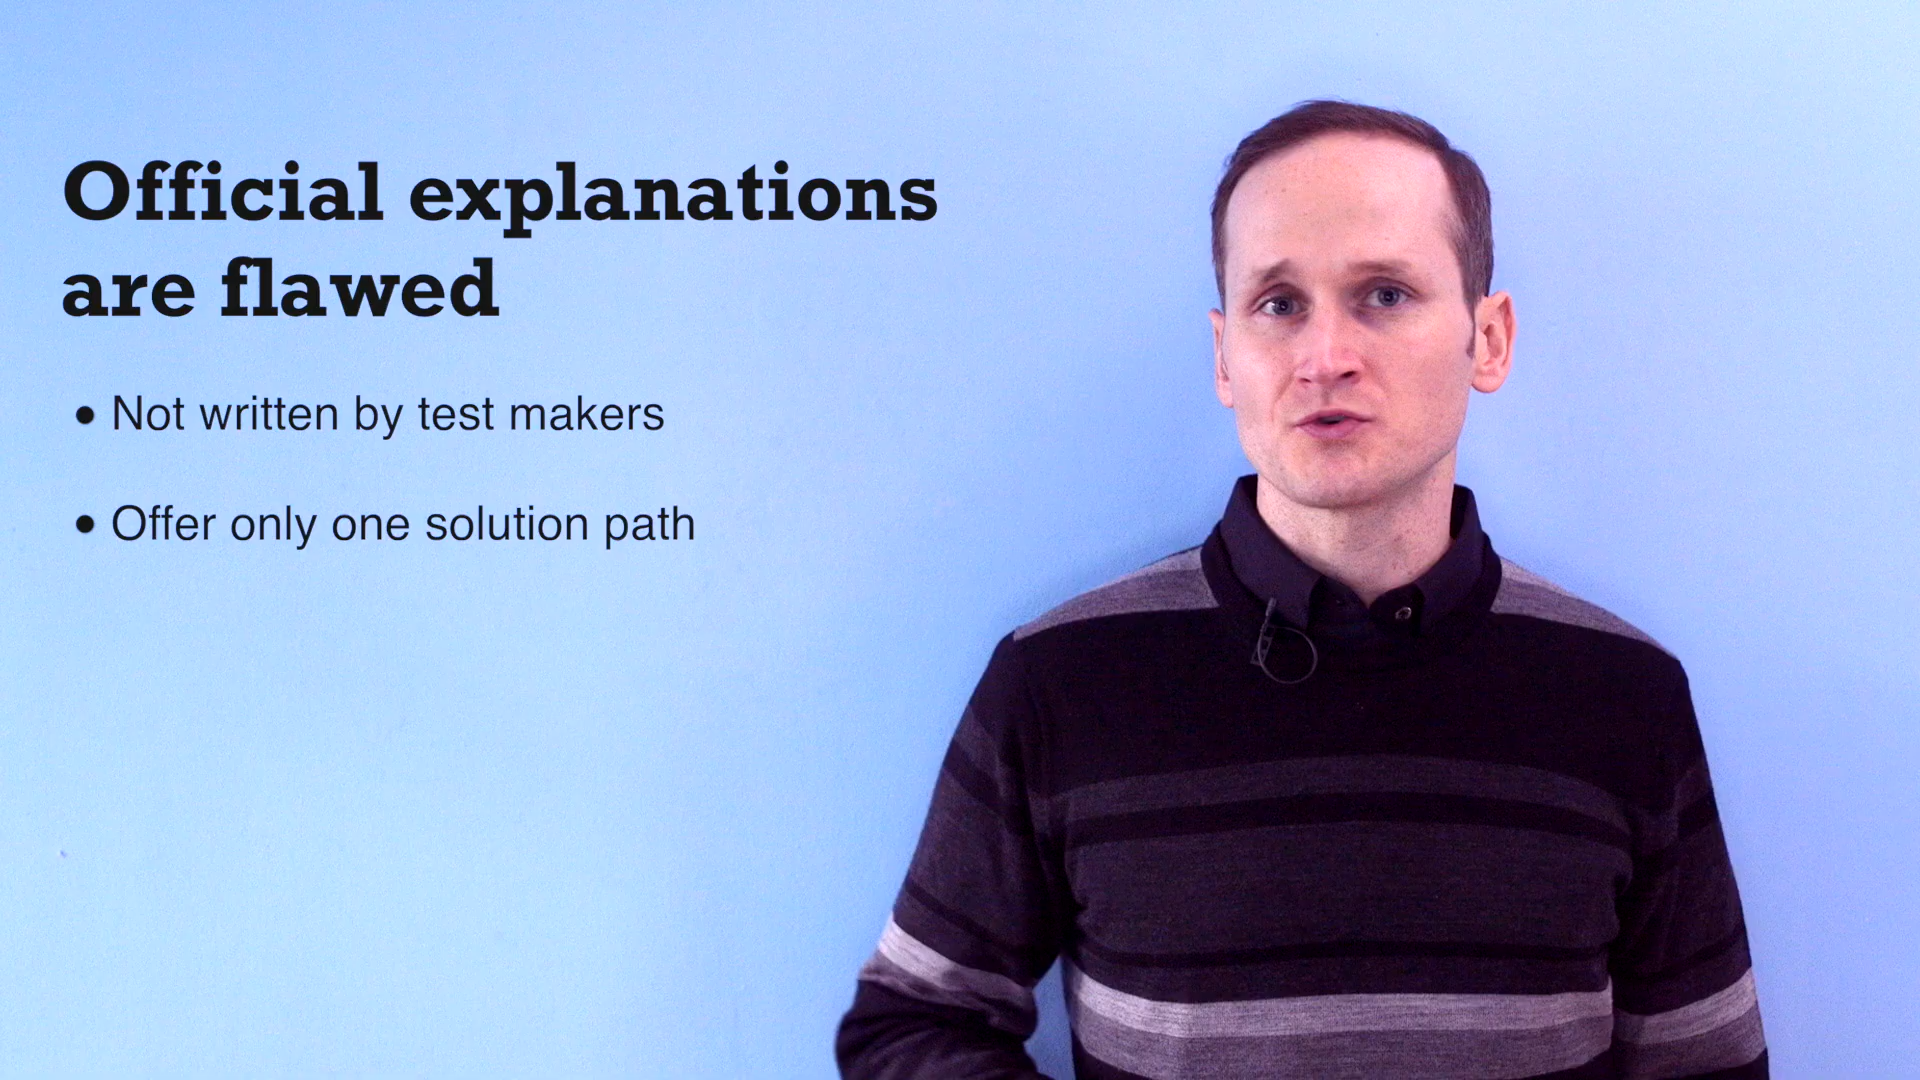 Official explanations
are flawed
• Not written by test makers
• Offer only one solution path